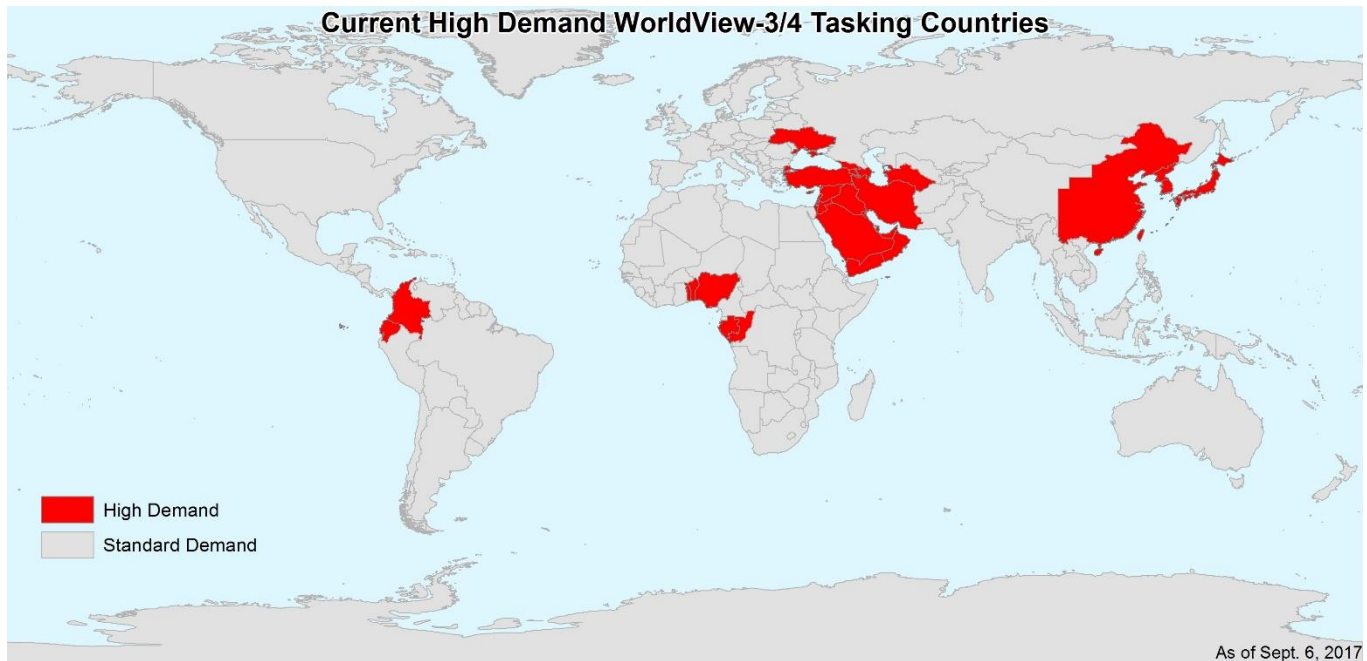 Current High Demand WorldView-3/4 Tasking Countries
High Demand
Standard Demand
As of Sept. 6, 2017